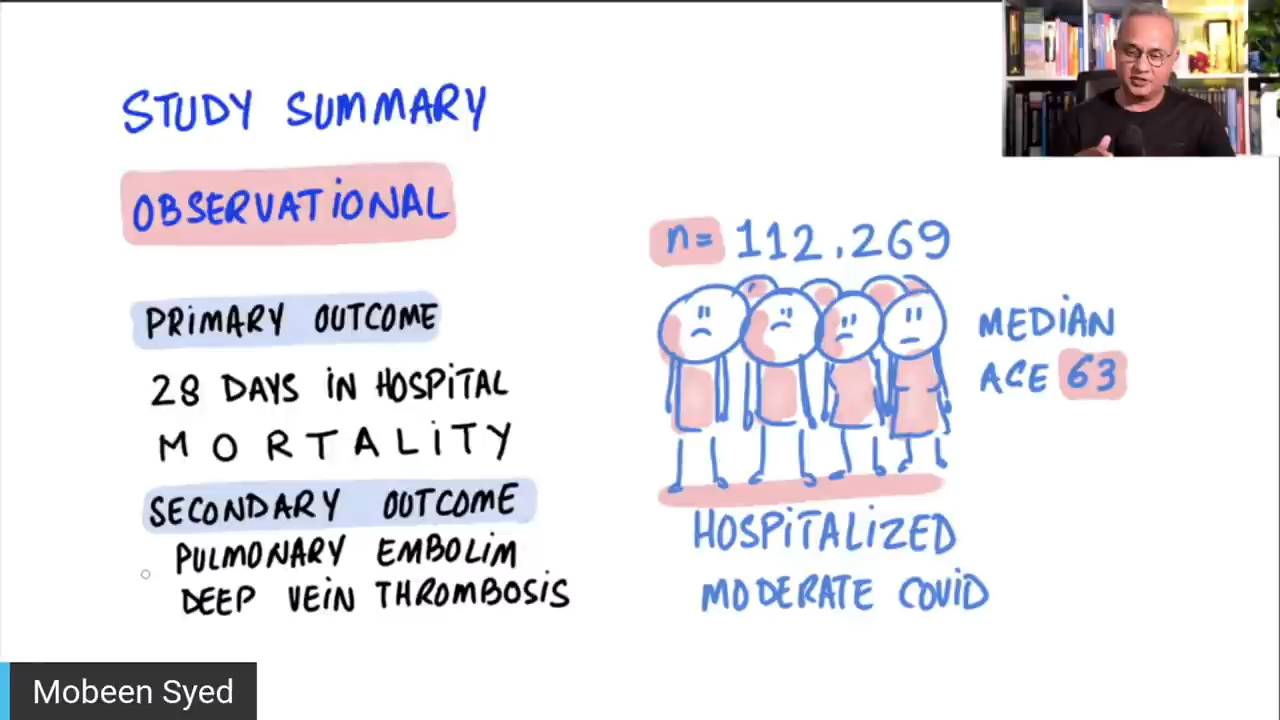 STUDY SUMMARY
OBSERVATIONAL
PRIMARY OUTCOME
28 DAYS IN HOSPITAL
MORTALITY
SECONDARY OUTCOME
PULMONARY EMBOLIM
DEEP VEIN THROMBOSIS
n= 112,269
MEDIAN
AGE 63
HOSPITALIZED
MODERATE COVID
Mobeen Syed